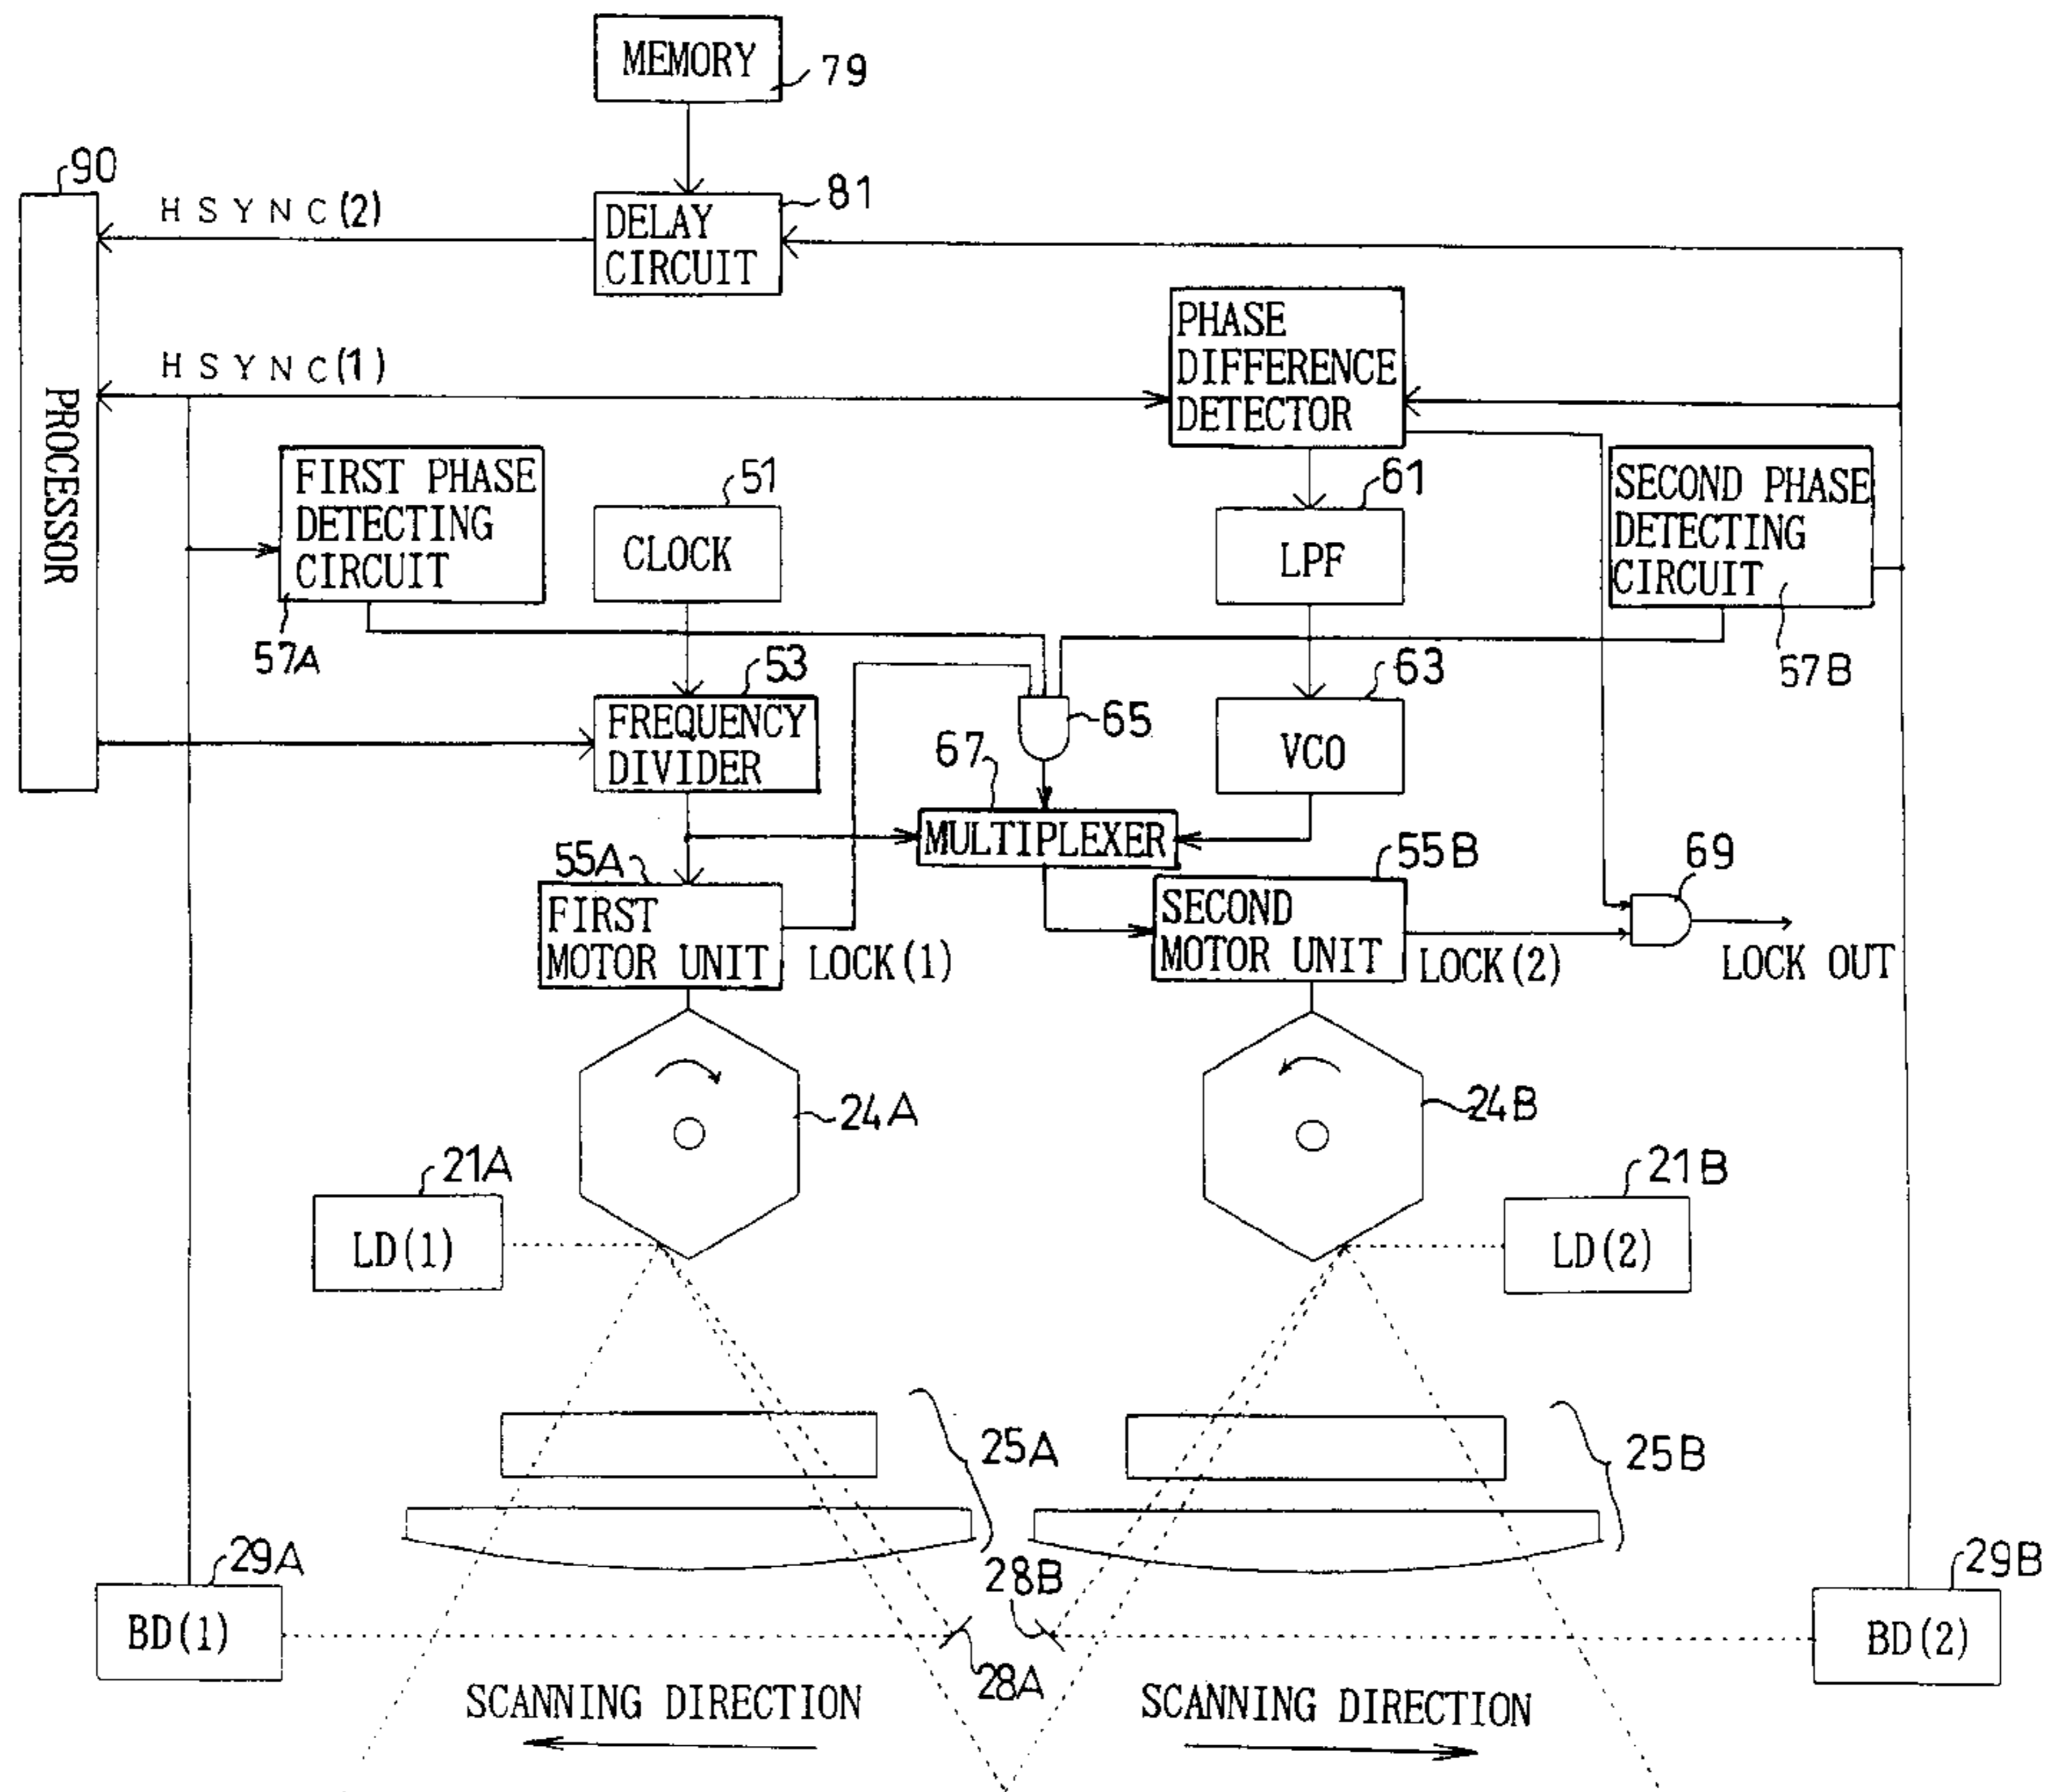 MEMORY
79
90
HSYNC(2)
DELAY
CIRCUIT
81
HSYNC(1)
PHASE
DIFFERENCE
DETECTOR
PROCESSOR
FIRST PHASE
DETECTING
CIRCUIT
57A
51
CLOCK
61
LPF
SECOND PHASE
DETECTING
CIRCUIT
57B
53
FREQUENCY
DIVIDER
65
63
VCO
67
MULTIPLEXER
55A
FIRST
MOTOR UNIT
LOCK(1)
55B
SECOND
MOTOR UNIT
LOCK(2)
69
LOCK OUT
24A
24B
21A
LD(1)
21B
LD(2)
25A
25B
29A
BD(1)
28B
28A
29B
BD(2)
SCANNING DIRECTION
SCANNING DIRECTION